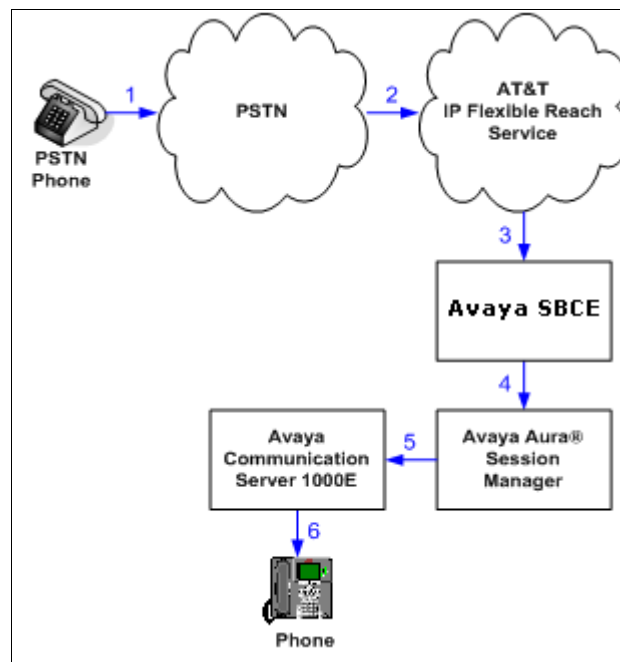 1
PSTN
Phone
PSTN
2
AT&T
IP Flexible Reach
Service
3
Avaya SBCE
4
Avaya Aura®
Session
Manager
5
Avaya
Communication
Server 1000E
6
Phone